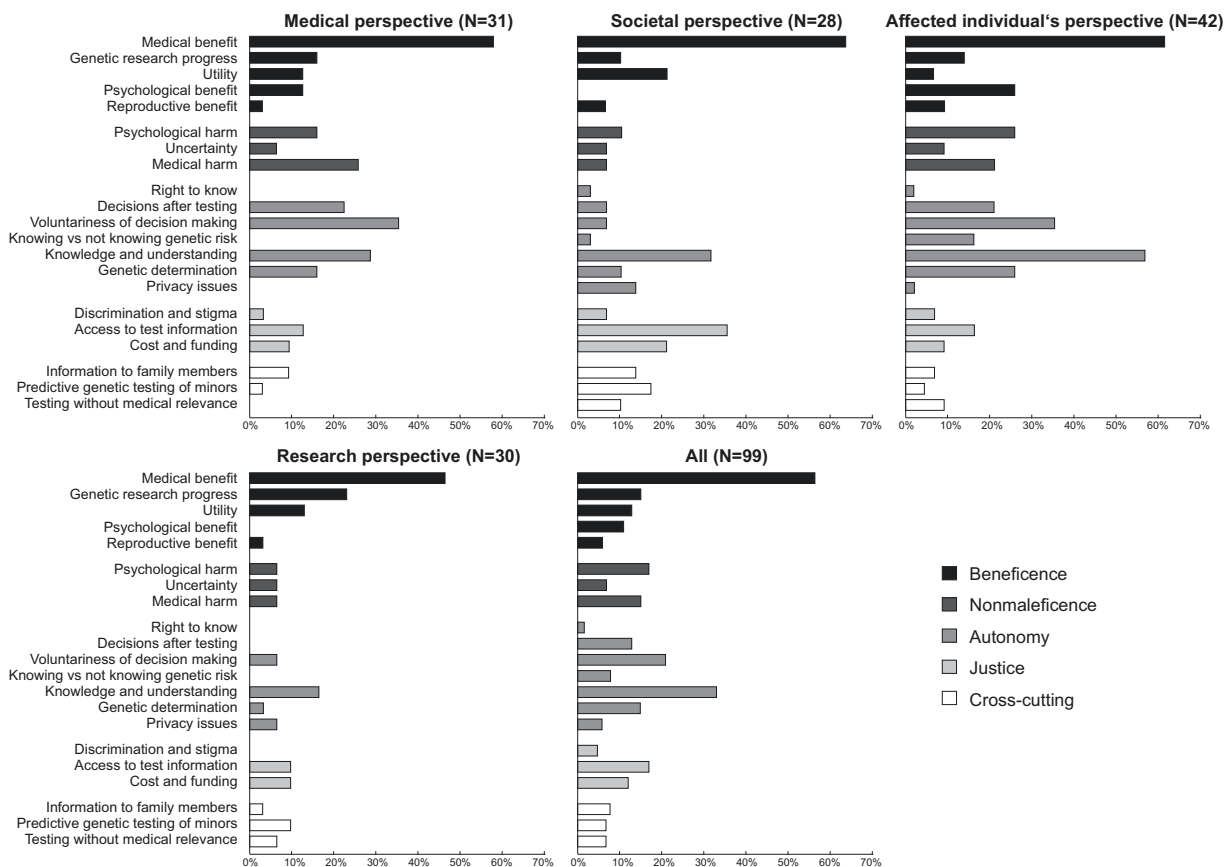 Medical perspective (N=31)
Societal perspective (N=28)
Affected individual‘s perspective (N=42)
Medical benefit
Genetic research progress
Utility
Psychological benefit
Reproductive benefit
Psychological harm
Uncertainty
Medical harm
Right to know
Decisions after testing
Voluntariness of decision making
Knowing vs not knowing genetic risk
Knowledge and understanding
Genetic determination
Privacy issues
Discrimination and stigma
Access to test information
Cost and funding
Information to family members
Predictive genetic testing of minors
Testing without medical relevance
0% 10% 20% 30% 40% 50% 60% 70%
0% 10% 20% 30% 40% 50% 60% 70%
0% 10% 20% 30% 40% 50% 60% 70%
Research perspective (N=30)
All (N=99)
Medical benefit
Genetic research progress
Utility
Psychological benefit
Reproductive benefit
Psychological harm
Uncertainty
Medical harm
Right to know
Decisions after testing
Voluntariness of decision making
Knowing vs not knowing genetic risk
Knowledge and understanding
Genetic determination
Privacy issues
Discrimination and stigma
Access to test information
Cost and funding
Information to family members
Predictive genetic testing of minors
Testing without medical relevance
0% 10% 20% 30% 40% 50% 60% 70%
0% 10% 20% 30% 40% 50% 60% 70%
Beneficence
Nonmaleficence
Autonomy
Justice
Cross-cutting